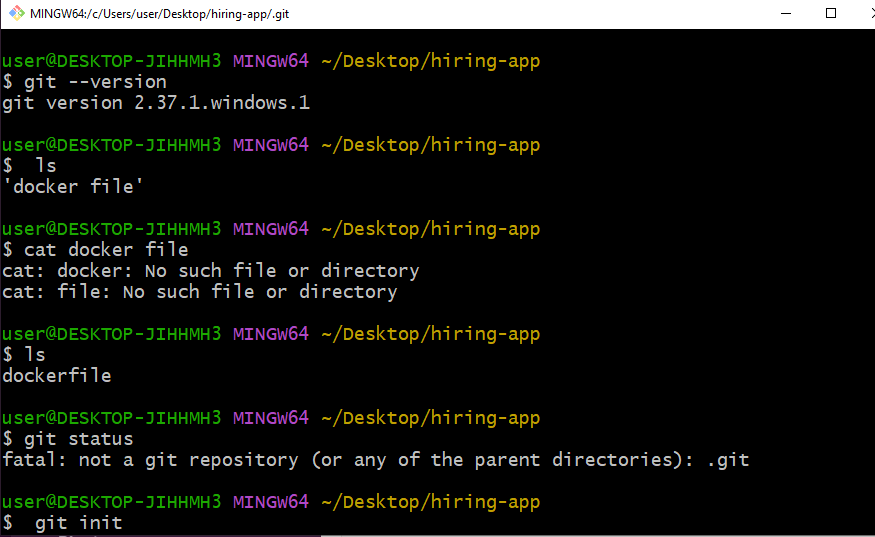 MINGW64:/c/Users/user/Desktop/hiring-app/.git
user@DESKTOP-JIHHMH3 MINGW64 ~/Desktop/hiring-app
$ git --version
git version 2.37.1.windows.1
user@DESKTOP-JIHHMH3 MINGW64 ~/Desktop/hiring-app
$  ls
'docker file'
user@DESKTOP-JIHHMH3 MINGW64 ~/Desktop/hiring-app
$ cat docker file
cat: docker: No such file or directory
cat: file: No such file or directory
user@DESKTOP-JIHHMH3 MINGW64 ~/Desktop/hiring-app
$ ls
dockerfile
user@DESKTOP-JIHHMH3 MINGW64 ~/Desktop/hiring-app
$ git status
fatal: not a git repository (or any of the parent directories): .git
user@DESKTOP-JIHHMH3 MINGW64 ~/Desktop/hiring-app
$  git init